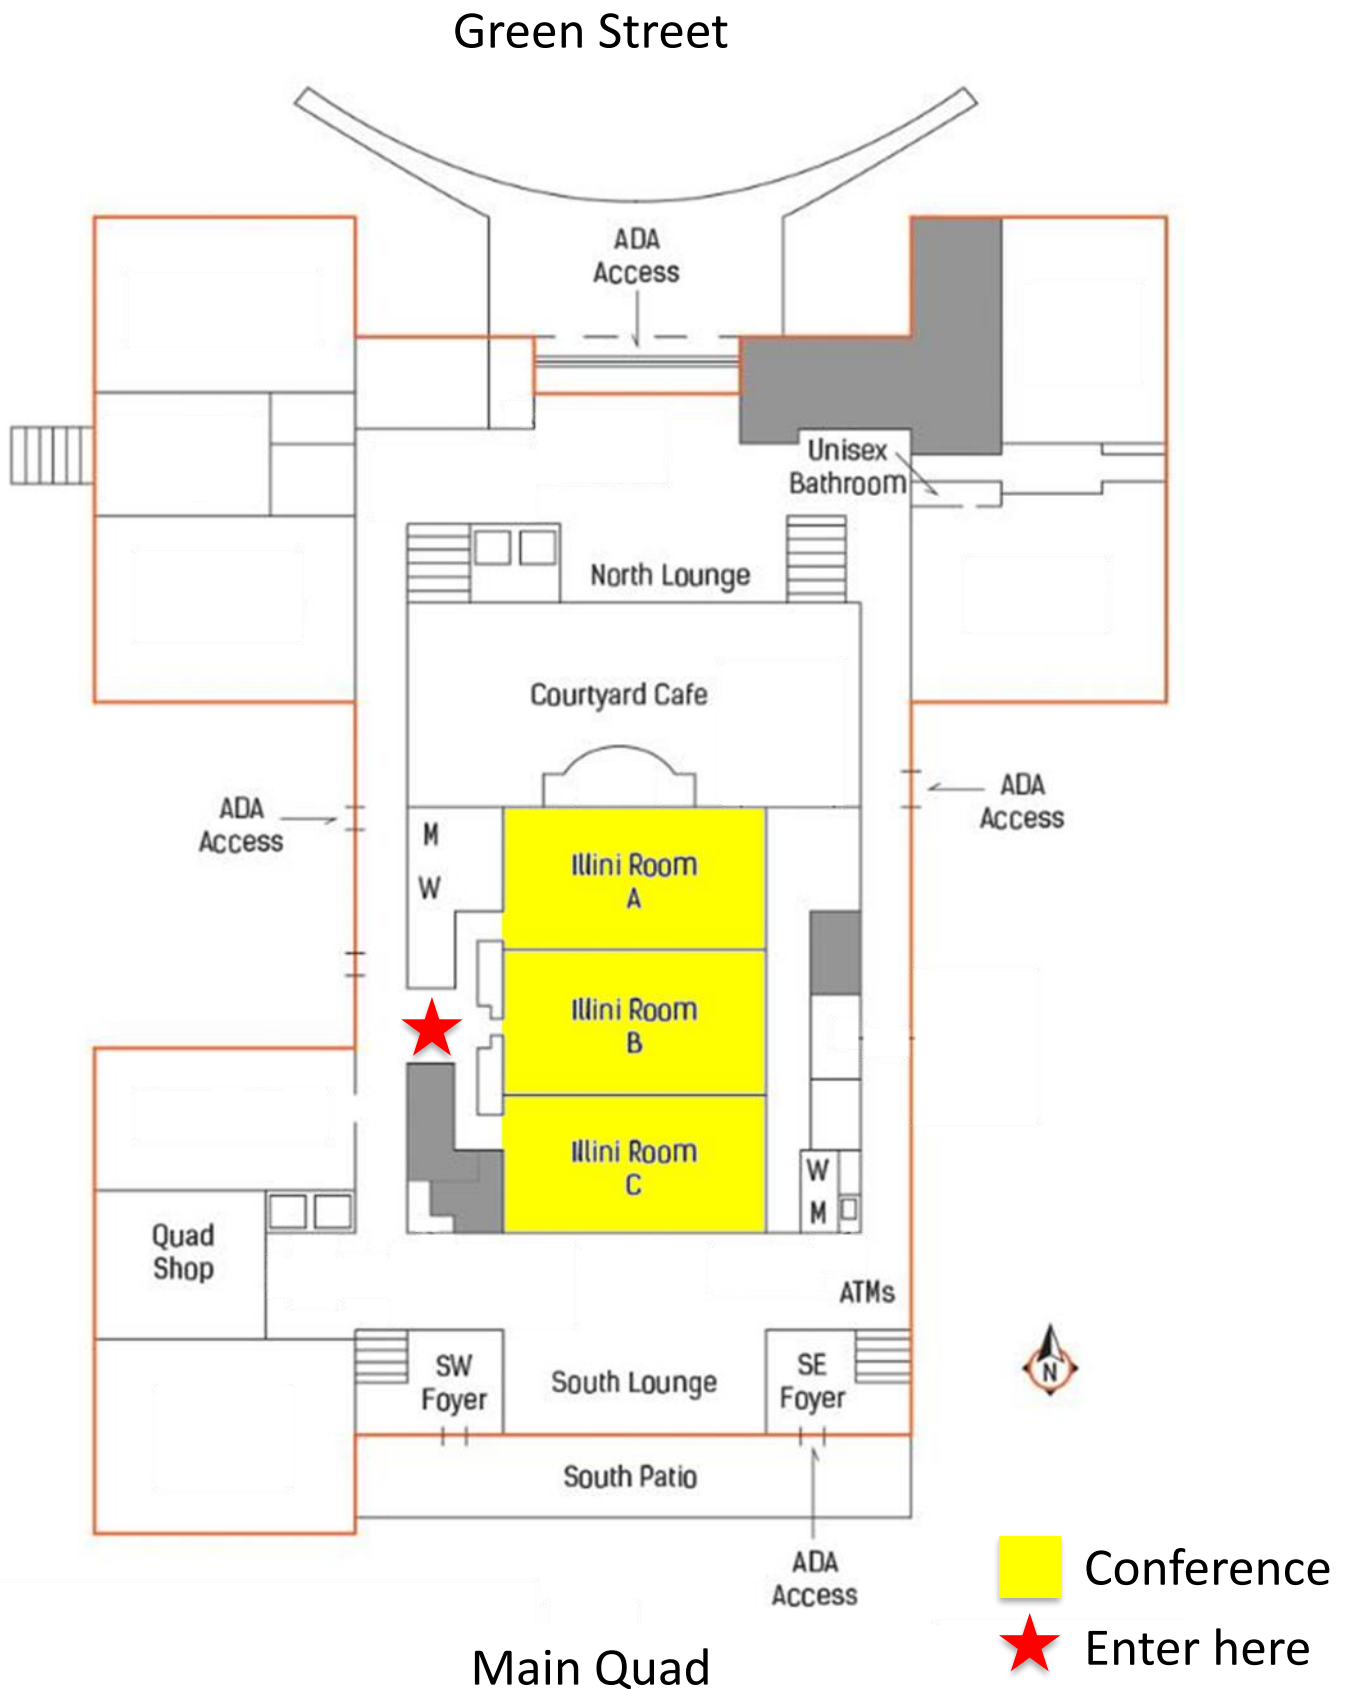 Green Street
ADA
Access
Unisex
Bathroom
North Lounge
Courtyard Cafe
ADA
Access
ADA
Access
M
W
Illini Room
A
Illini Room
B
Illini Room
C
W
M
Quad
Shop
ATMs
SW
Foyer
South Lounge
SE
Foyer
N
South Patio
ADA
Access
Conference
Enter here
Main Quad